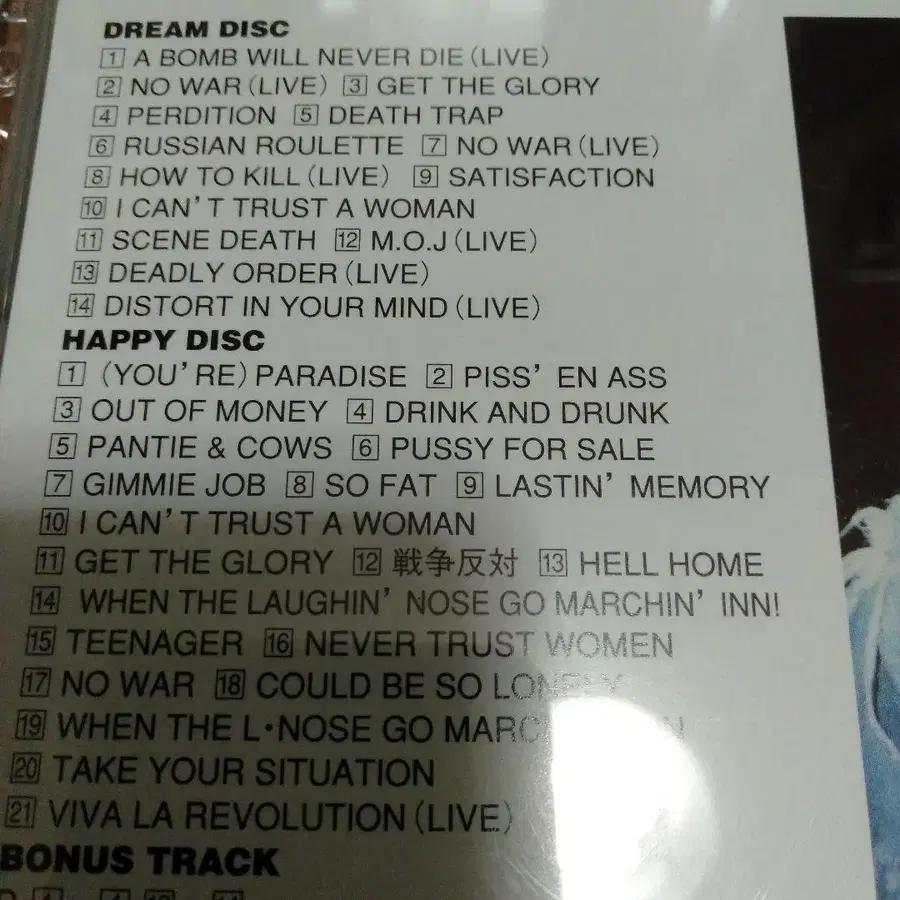 DREAM DISC
1 A BOMB WILL NEVER DIE (LIVE)
2 NO WAR (LIVE) 3 GET THE GLORY
4 PERDITION 5 DEATH TRAP
6 RUSSIAN ROULETTE 7 NO WAR (LIVE)
8 HOW TO KILL (LIVE) 9 SATISFACTION
10 I CAN'T TRUST A WOMAN
11 SCENE DEATH 12 M.O.J (LIVE)
13 DEADLY ORDER (LIVE)
14 DISTORT IN YOUR MIND (LIVE)
HAPPY DISC
1 (YOU'RE) PARADISE 2 PISS' EN ASS
3 OUT OF MONEY 4 DRINK AND DRUNK
5 PANTIE & COWS 6 PUSSY FOR SALE
7 GIMMIE JOB 8 SO FAT 9 LASTIN' MEMORY
10 I CAN'T TRUST A WOMAN
11 GET THE GLORY 12 戦争反対 13 HELL HOME
14 WHEN THE LAUGHIN' NOSE GO MARCHIN' INN!
15 TEENAGER 16 NEVER TRUST WOMEN
17 NO WAR 18 COULD BE SO LONELY
19 WHEN THE L·NOSE GO
20 TAKE YOUR SITUATION
21 VIVA LA REVOLUTION (LIVE)
BONUS TRACK